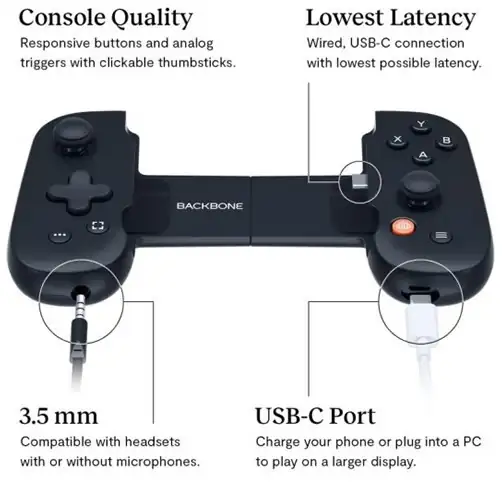 Console Quality
Responsive buttons and analog
triggers with clickable thumbsticks.
Lowest Latency
Wired, USB-C connection
with lowest possible latency.
Y
X
B
A
BACKBONE
3.5 mm
Compatible with headsets
with or without microphones.
USB-C Port
Charge your phone or plug into a PC
to play on a larger display.